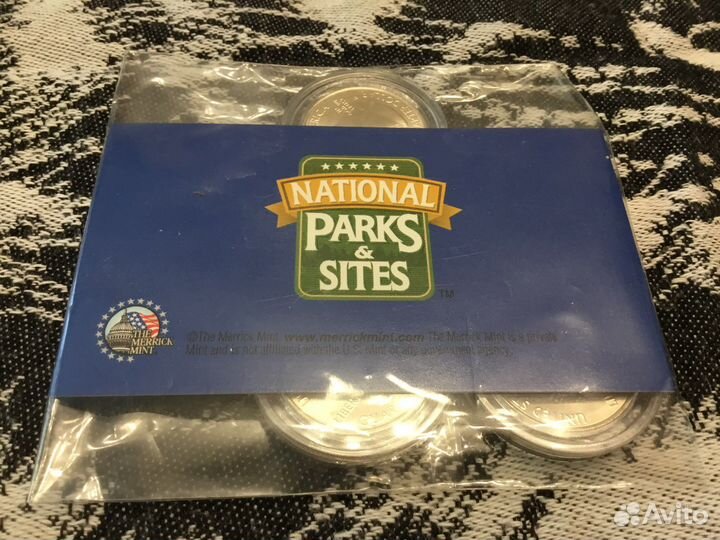 NATIONAL
PARKS
&
SITES
TM
THE
MERRICK
MINT
©The Merrick Mint www.merrickmint.com The Merrick Mint is a private
Mint and is not affiliated with the U.S. Mint or any government agency.
Avito